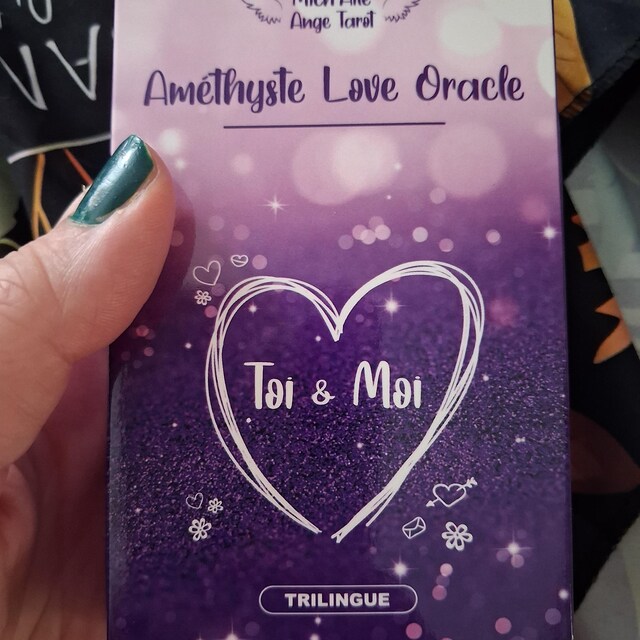 Ange Tarot
Améthyste Love Oracle
Toi & Moi
TRILINGUE